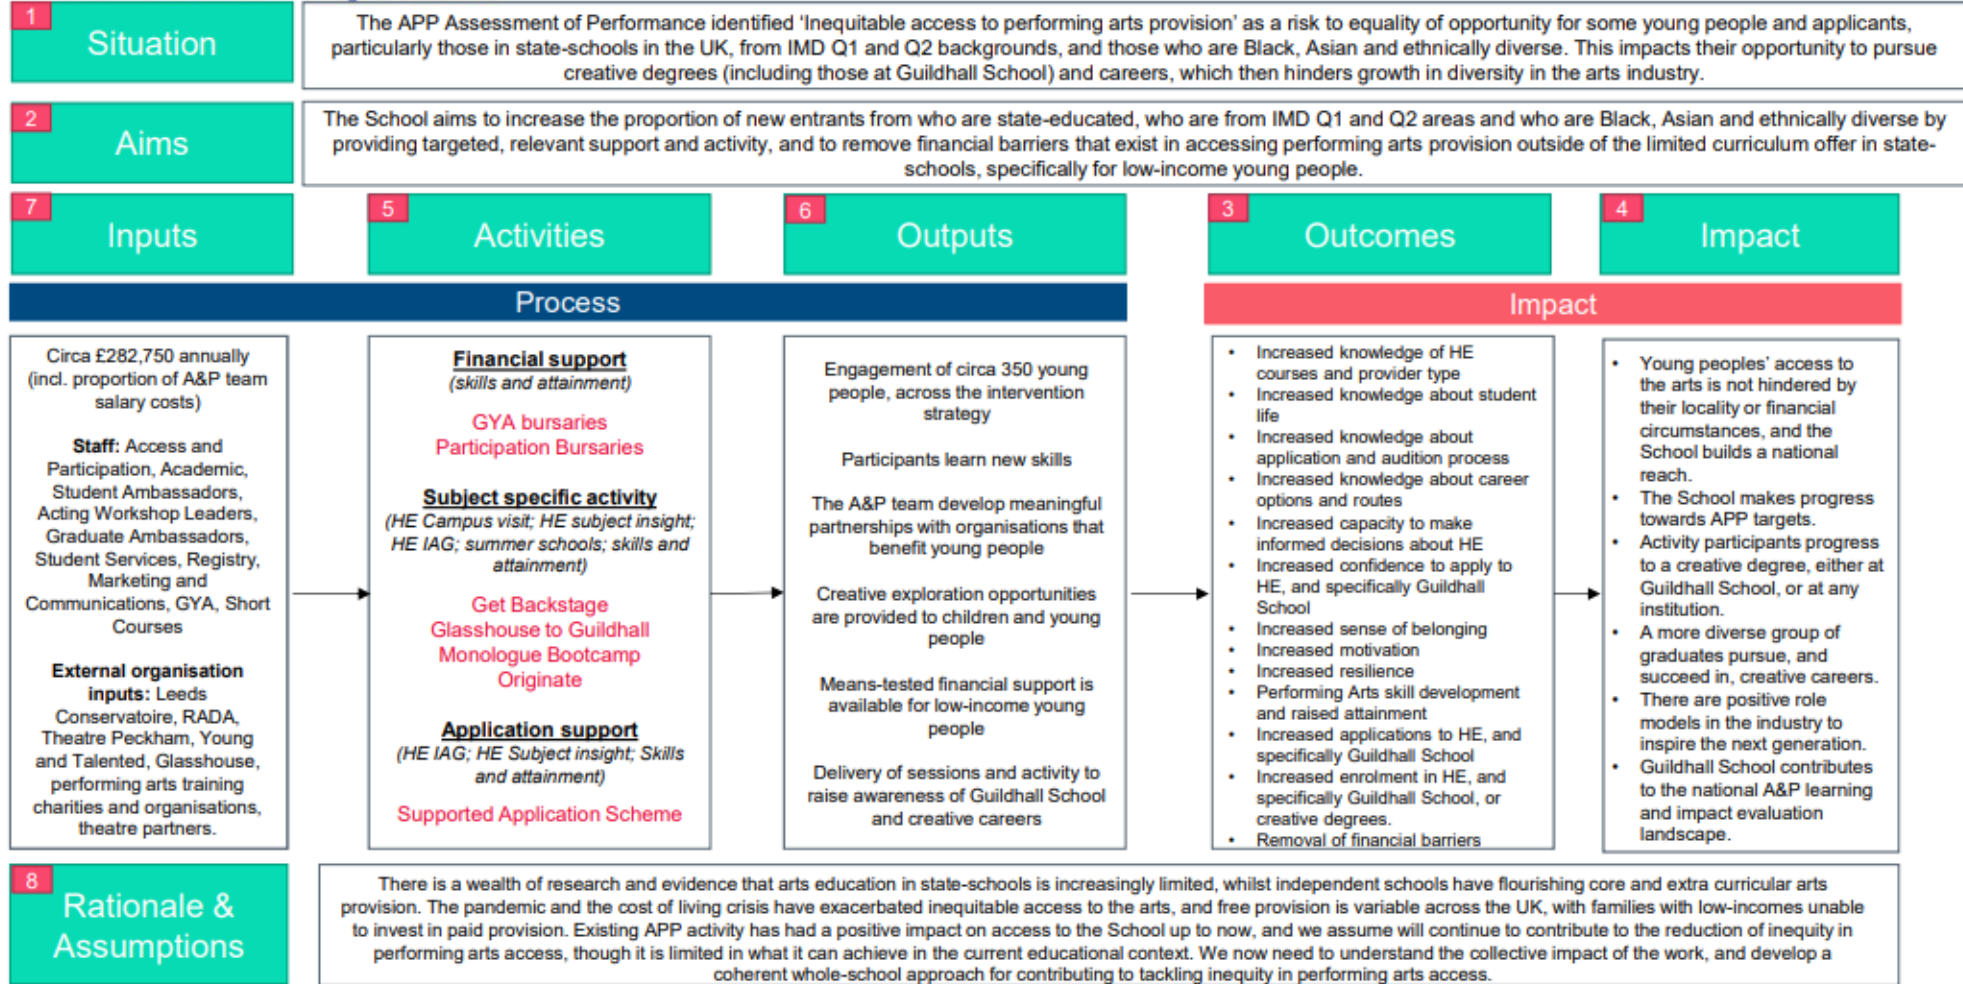 1
Situation
The APP Assessment of Performance identified ‘Inequitable access to performing arts provision’ as a risk to equality of opportunity for some young people and applicants,
particularly those in state-schools in the UK, from IMD Q1 and Q2 backgrounds, and those who are Black, Asian and ethnically diverse. This impacts their opportunity to pursue
creative degrees (including those at Guildhall School) and careers, which then hinders growth in diversity in the arts industry.
2
Aims
The School aims to increase the proportion of new entrants from who are state-educated, who are from IMD Q1 and Q2 areas and who are Black, Asian and ethnically diverse by
providing targeted, relevant support and activity, and to remove financial barriers that exist in accessing performing arts provision outside of the limited curriculum offer in state-
schools, specifically for low-income young people.
7
Inputs
5
Activities
6
Outputs
3
Outcomes
4
Impact
Process
Impact
Circa £282,750 annually
(incl. proportion of A&P team
salary costs)
Staff: Access and
Participation, Academic,
Student Ambassadors,
Acting Workshop Leaders,
Graduate Ambassadors,
Student Services, Registry,
Marketing and
Communications, GYA, Short
Courses
External organisation
inputs: Leeds
Conservatoire, RADA,
Theatre Peckham, Young
and Talented, Glasshouse,
performing arts training
charities and organisations,
theatre partners.
Financial support
(skills and attainment)
GYA bursaries
Participation Bursaries
Subject specific activity
(HE Campus visit; HE subject insight;
HE IAG; summer schools; skills and
attainment)
Get Backstage
Glasshouse to Guildhall
Monologue Bootcamp
Originate
Application support
(HE IAG; HE Subject insight; Skills
and attainment)
Supported Application Scheme
Engagement of circa 350 young
people, across the intervention
strategy
Participants learn new skills
The A&P team develop meaningful
partnerships with organisations that
benefit young people
Creative exploration opportunities
are provided to children and young
people
Means-tested financial support is
available for low-income young
people
Delivery of sessions and activity to
raise awareness of Guildhall School
and creative careers
• Increased knowledge of HE
courses and provider type
• Increased knowledge about student
life
• Increased knowledge about
application and audition process
• Increased knowledge about career
options and routes
• Increased capacity to make
informed decisions about HE
• Increased confidence to apply to
HE, and specifically Guildhall
School
• Increased sense of belonging
• Increased motivation
• Increased resilience
• Performing Arts skill development
and raised attainment
• Increased applications to HE, and
specifically Guildhall School
• Increased enrolment in HE, and
specifically Guildhall School, or
creative degrees.
• Removal of financial barriers
• Young peoples’ access to
the arts is not hindered by
their locality or financial
circumstances, and the
School builds a national
reach.
• The School makes progress
towards APP targets.
• Activity participants progress
to a creative degree, either at
Guildhall School, or at any
institution.
• A more diverse group of
graduates pursue, and
succeed in, creative careers.
• There are positive role
models in the industry to
inspire the next generation.
• Guildhall School contributes
to the national A&P learning
and impact evaluation
landscape.
8
Rationale &
Assumptions
There is a wealth of research and evidence that arts education in state-schools is increasingly limited, whilst independent schools have flourishing core and extra curricular arts
provision. The pandemic and the cost of living crisis have exacerbated inequitable access to the arts, and free provision is variable across the UK, with families with low-incomes unable
to invest in paid provision. Existing APP activity has had a positive impact on access to the School up to now, and we assume will continue to contribute to the reduction of inequity in
performing arts access, though it is limited in what it can achieve in the current educational context. We now need to understand the collective impact of the work, and develop a
coherent whole-school approach for contributing to tackling inequity in performing arts access.